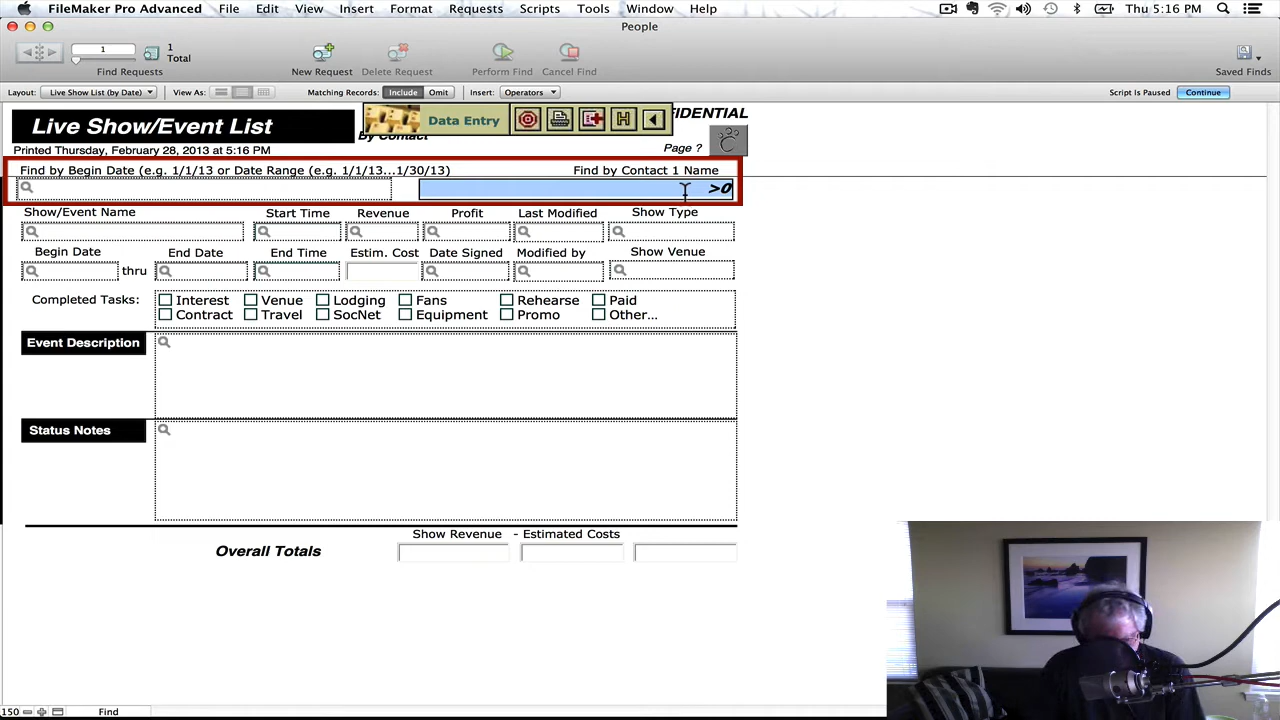 FileMaker Pro Advanced File Edit View Insert Format Requests Scripts Tools Window Help Thu 5:16 PM
People
1
1
Total
Find Requests New Request Delete Request Perform Find Cancel Find Saved Finds
Layout: Live Show List (by Date) View As: Matching Records: Include Omit Insert: Operators Script Is Paused Continue
Live Show/Event List
Data Entry
H
FIDENTIAL
By Contact
Printed Thursday, February 28, 2013 at 5:16 PM
Page ?
Find by Begin Date (e.g. 1/1/13 or Date Range (e.g. 1/1/13...1/30/13) Find by Contact 1 Name
>0
Show/Event Name Start Time Revenue Profit Last Modified Show Type
Begin Date End Date End Time Estim. Cost Date Signed Modified by Show Venue
thru
Completed Tasks: Interest Venue Lodging Fans Rehearse Paid
Contract Travel SocNet Equipment Promo Other...
Event Description
Status Notes
Show Revenue - Estimated Costs
Overall Totals
150 Find